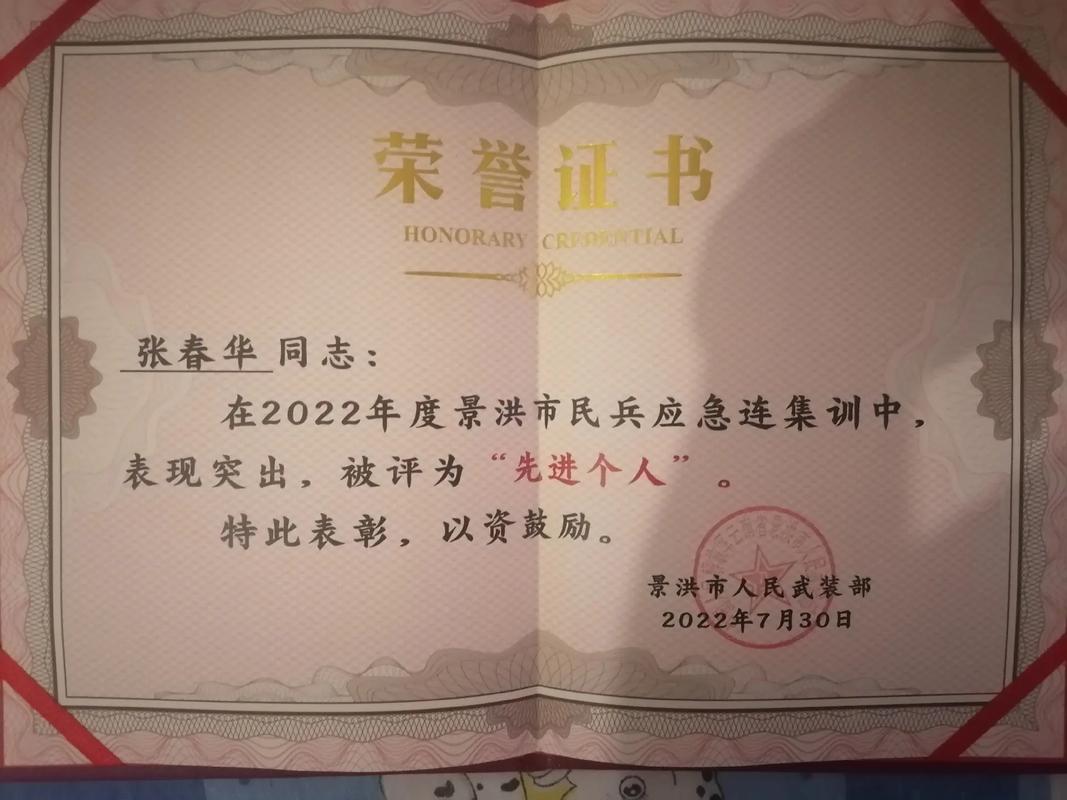 荣誉证书
HONORARY CREDENTIAL
张春华同志：
在2022年度景洪市民兵应急连集训中，
表现突出，被评为“先进个人”。
特此表彰，以资鼓励。
景洪市人民武装部
2022年7月30日